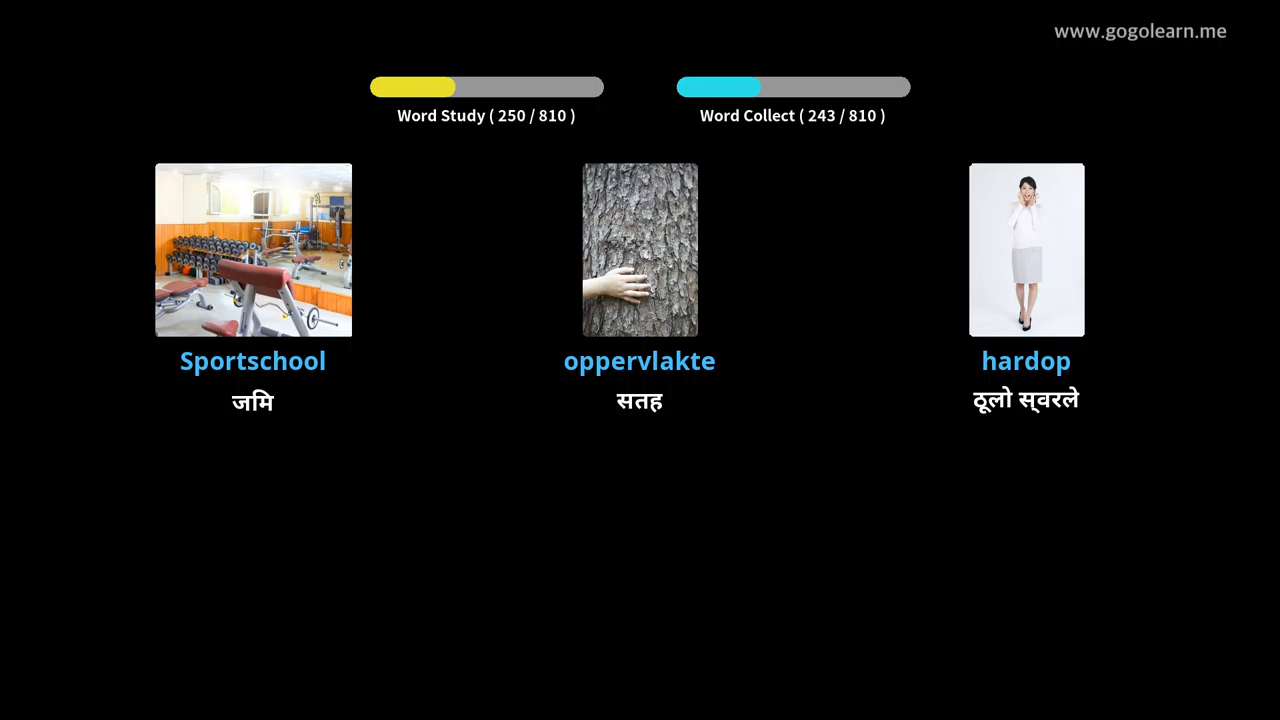 www.gogolearn.me
Word Study ( 250 / 810 )
Word Collect ( 243 / 810 )
Sportschool
जमि
oppervlakte
सतह
hardop
ठूलो स्वरले